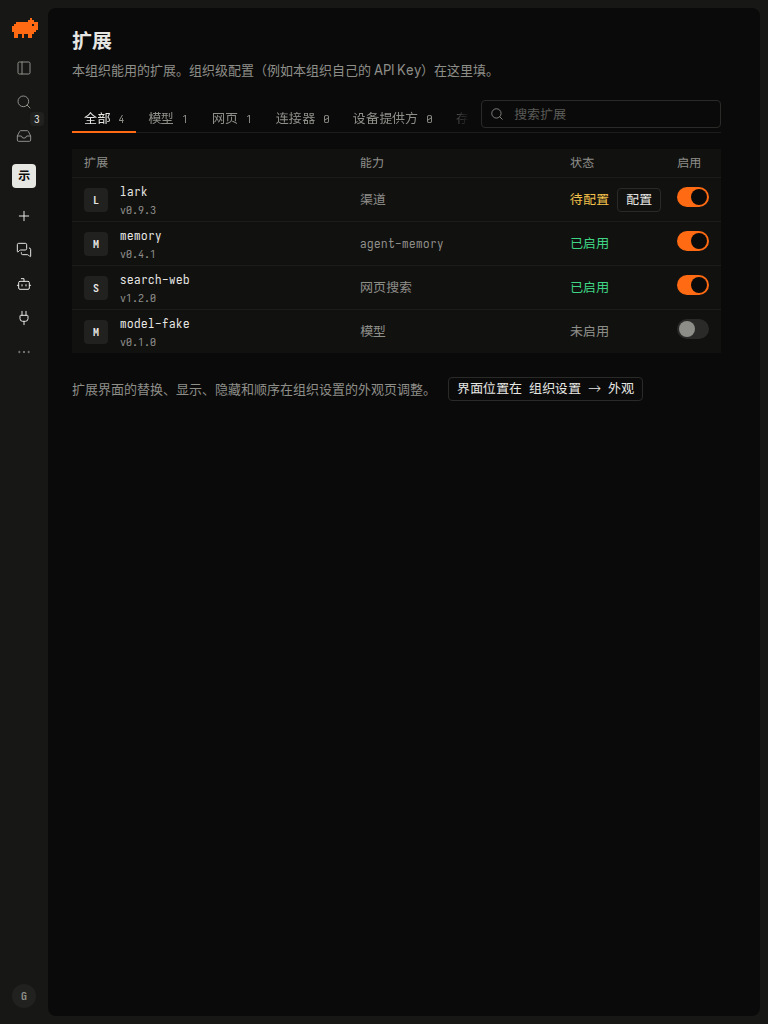 扩展
本组织能用的扩展。组织级配置（例如本组织自己的 API Key）在这里填。
3
示
全部 4 模型 1 网页 1 连接器 0 设备提供方 0 存
搜索扩展
扩展 能力 状态 启用
L lark v0.9.3 渠道 待配置 配置
M memory v0.4.1 agent-memory 已启用
S search-web v1.2.0 网页搜索 已启用
M model-fake v0.1.0 模型 未启用
扩展界面的替换、显示、隐藏和顺序在组织设置的外观页调整。 界面位置在 组织设置 → 外观
G